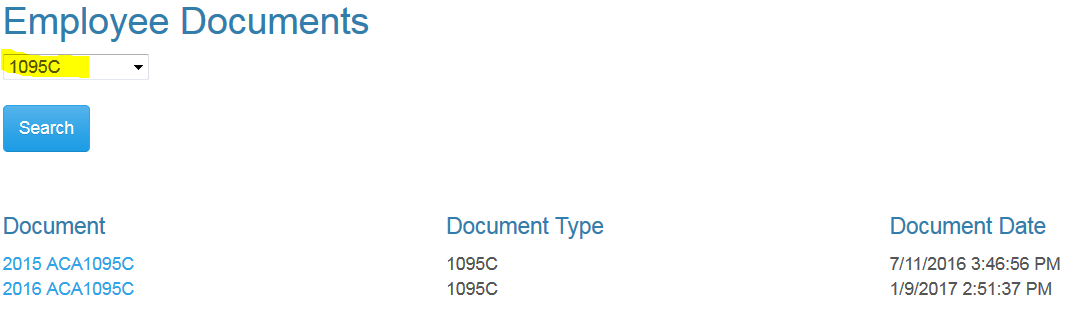 Employee Documents
1095C
Search
Document Document Type Document Date
2015 ACA1095C 1095C 7/11/2016 3:46:56 PM
2016 ACA1095C 1095C 1/9/2017 2:51:37 PM